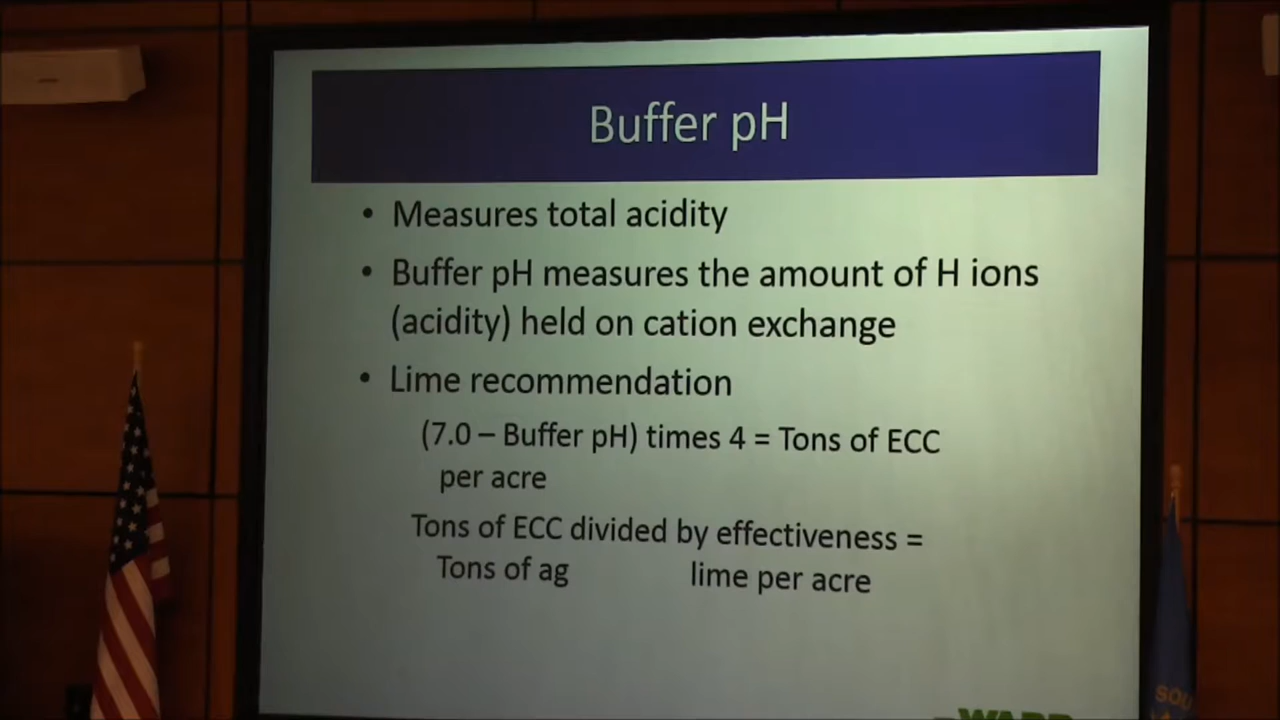 Buffer pH
• Measures total acidity
• Buffer pH measures the amount of H ions
(acidity) held on cation exchange
• Lime recommendation
(7.0 – Buffer pH) times 4 = Tons of ECC
per acre
Tons of ECC divided by effectiveness =
Tons of ag lime per acre
SOU